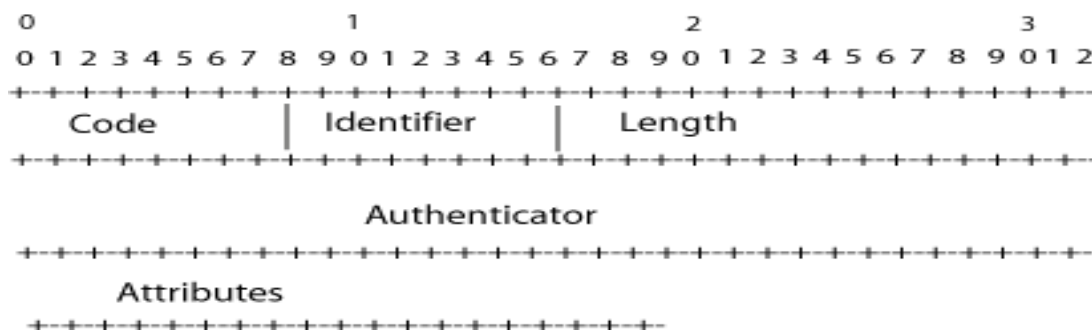 0 1 2 3
0 1 2 3 4 5 6 7 8 9 0 1 2 3 4 5 6 7 8 9 0 1 2 3 4 5 6 7 8 9 0 1 2
Code | Identifier | Length
Authenticator
Attributes